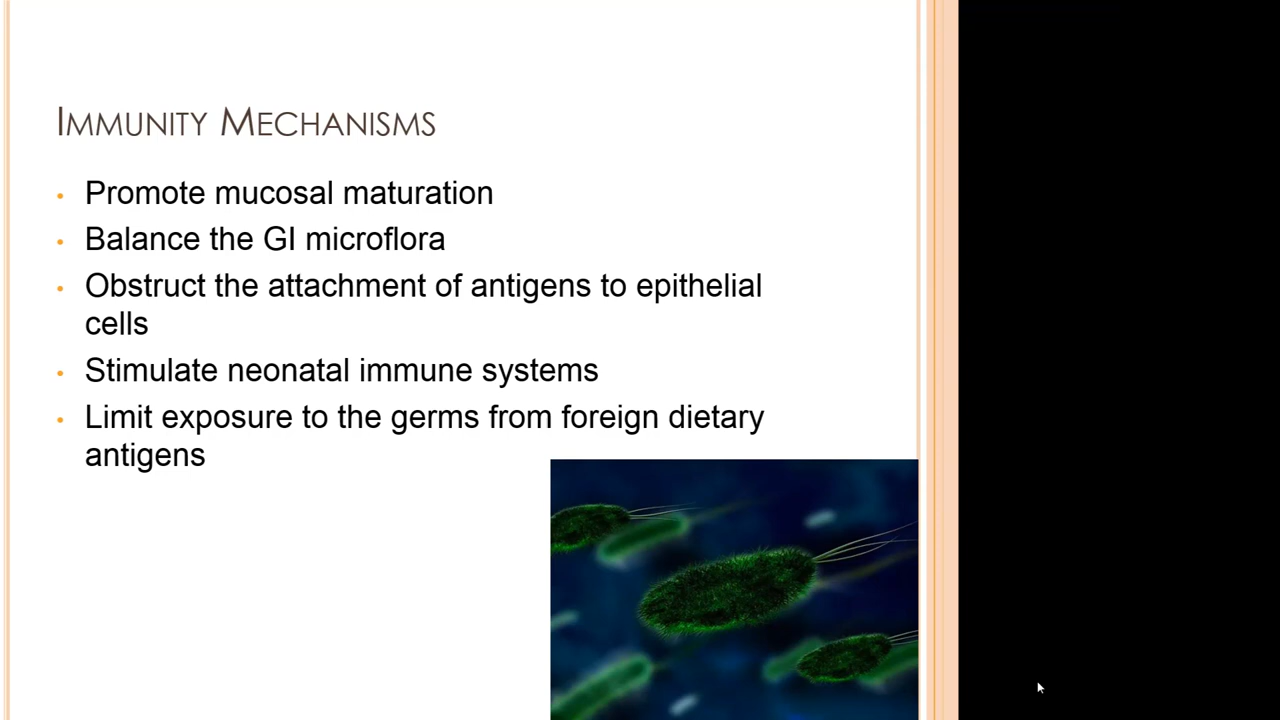 Immunity Mechanisms
• Promote mucosal maturation
• Balance the GI microflora
• Obstruct the attachment of antigens to epithelial
cells
• Stimulate neonatal immune systems
• Limit exposure to the germs from foreign dietary
antigens